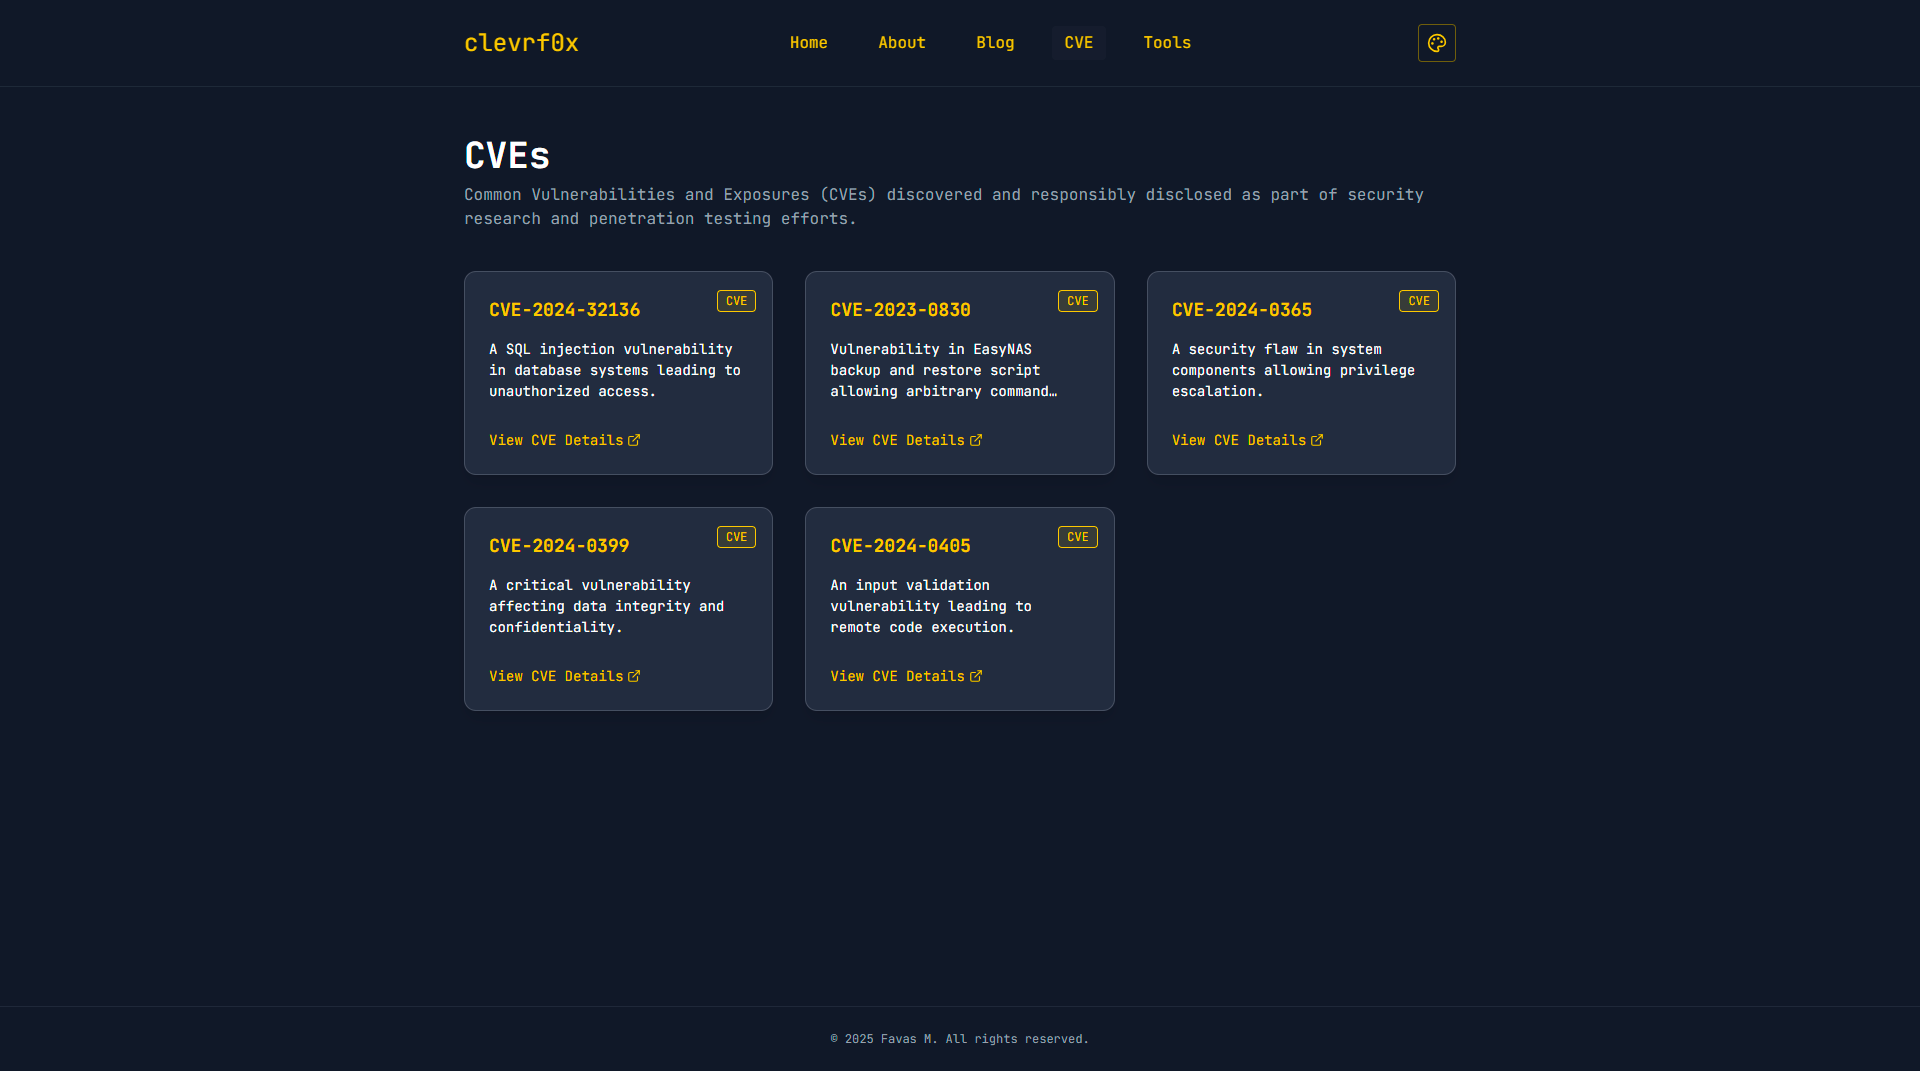 clevrf0x
Home
About
Blog
CVE
Tools
CVEs
Common Vulnerabilities and Exposures (CVEs) discovered and responsibly disclosed as part of security
research and penetration testing efforts.
CVE-2024-32136
CVE
A SQL injection vulnerability
in database systems leading to
unauthorized access.
View CVE Details
CVE-2023-0830
CVE
Vulnerability in EasyNAS
backup and restore script
allowing arbitrary command…
View CVE Details
CVE-2024-0365
CVE
A security flaw in system
components allowing privilege
escalation.
View CVE Details
CVE-2024-0399
CVE
A critical vulnerability
affecting data integrity and
confidentiality.
View CVE Details
CVE-2024-0405
CVE
An input validation
vulnerability leading to
remote code execution.
View CVE Details
© 2025 Favas M. All rights reserved.